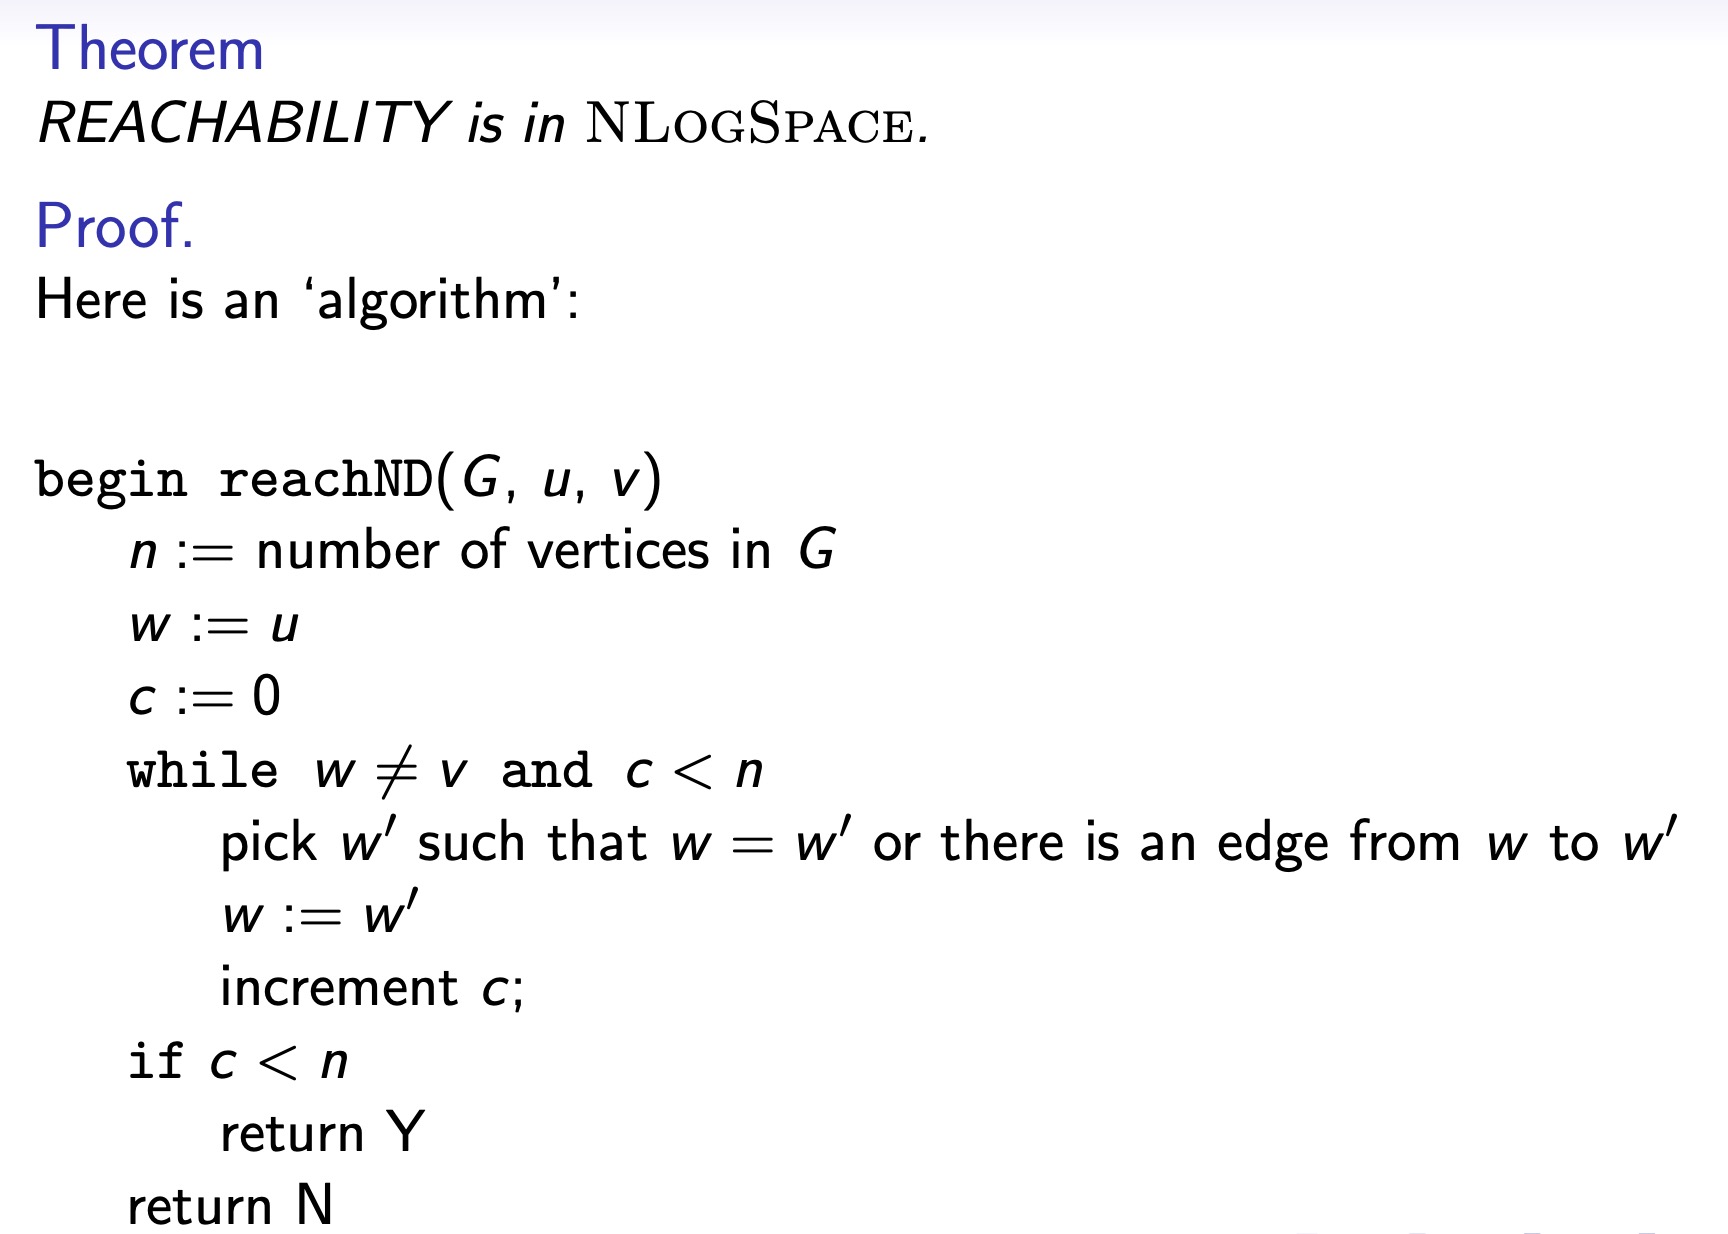 Theorem
REACHABILITY is in NLOGSPACE.
Proof.
Here is an ‘algorithm’:
begin reachND(G, u, v)
n := number of vertices in G
w := u
c := 0
while w ≠ v and c < n
pick w′ such that w = w′ or there is an edge from w to w′
w := w′
increment c;
if c < n
return Y
return N